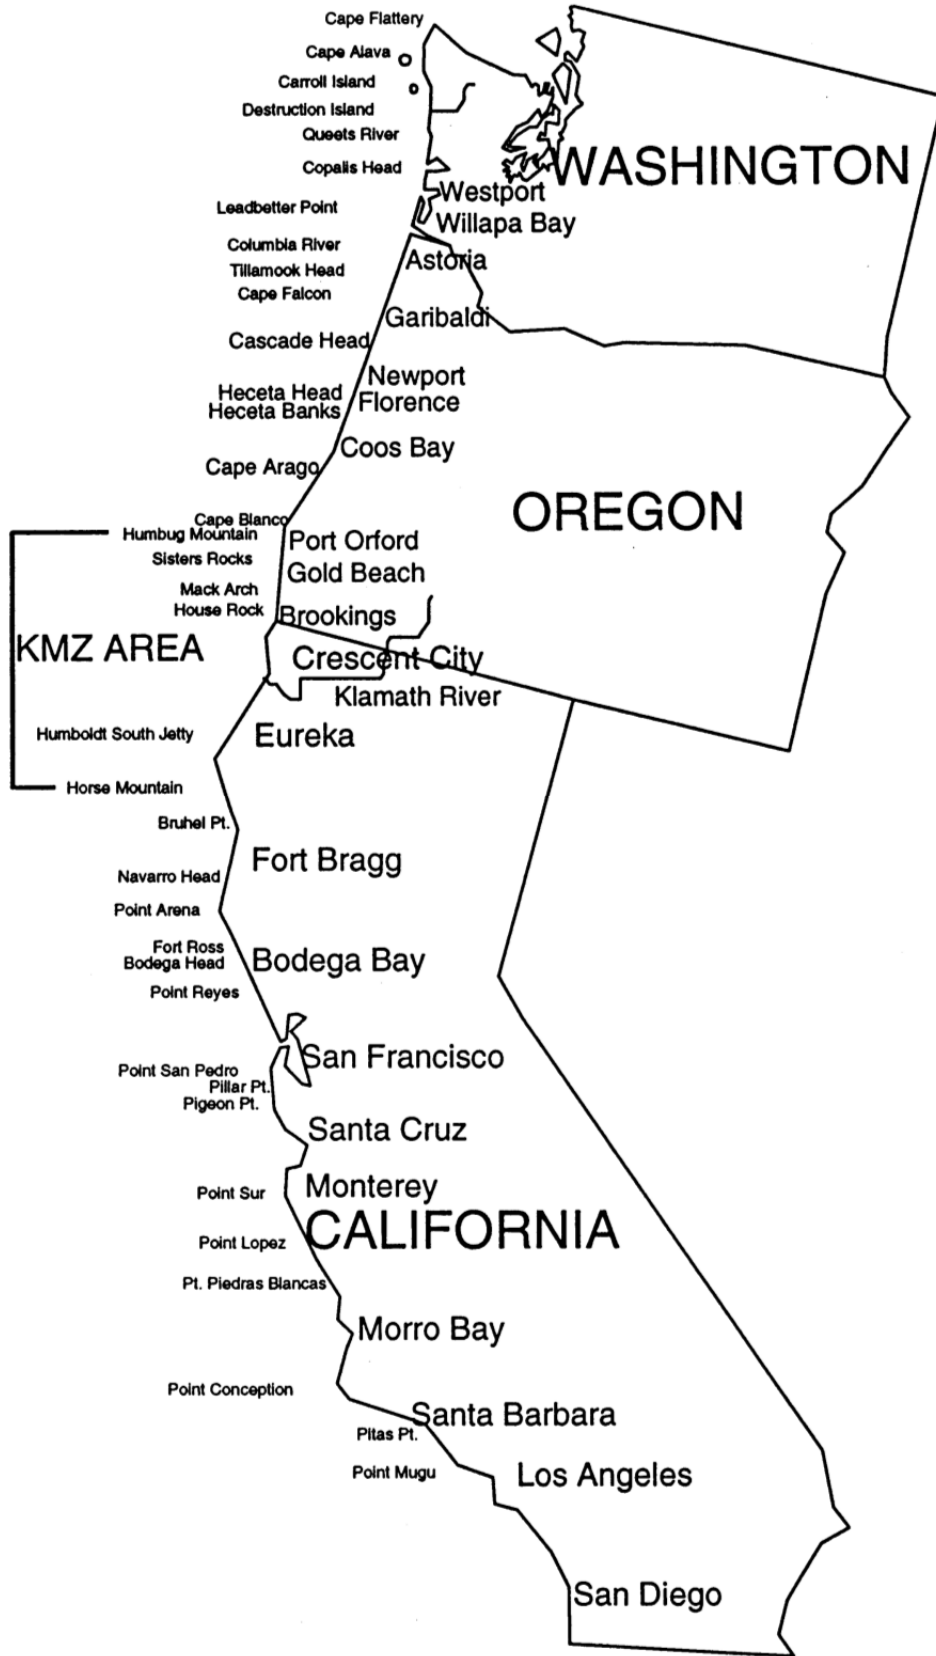 Cape Flattery
Cape Alava
Carroll Island
Destruction Island
Queets River
Copalis Head
WASHINGTON
Westport
Leadbetter Point
Willapa Bay
Columbia River
Astoria
Tillamook Head
Cape Falcon
Garibaldi
Cascade Head
Newport
Heceta Head
Florence
Heceta Banks
Coos Bay
Cape Arago
OREGON
Cape Blanco
Humbug Mountain
Port Orford
Sisters Rocks
Gold Beach
Mack Arch
House Rock
Brookings
KMZ AREA
Crescent City
Klamath River
Humboldt South Jetty
Eureka
Horse Mountain
Bruhel Pt.
Fort Bragg
Navarro Head
Point Arena
Fort Ross
Bodega Head
Bodega Bay
Point Reyes
San Francisco
Point San Pedro
Pillar Pt.
Pigeon Pt.
Santa Cruz
Monterey
Point Sur
CALIFORNIA
Point Lopez
Pt. Piedras Blancas
Morro Bay
Point Conception
Santa Barbara
Pitas Pt.
Point Mugu
Los Angeles
San Diego